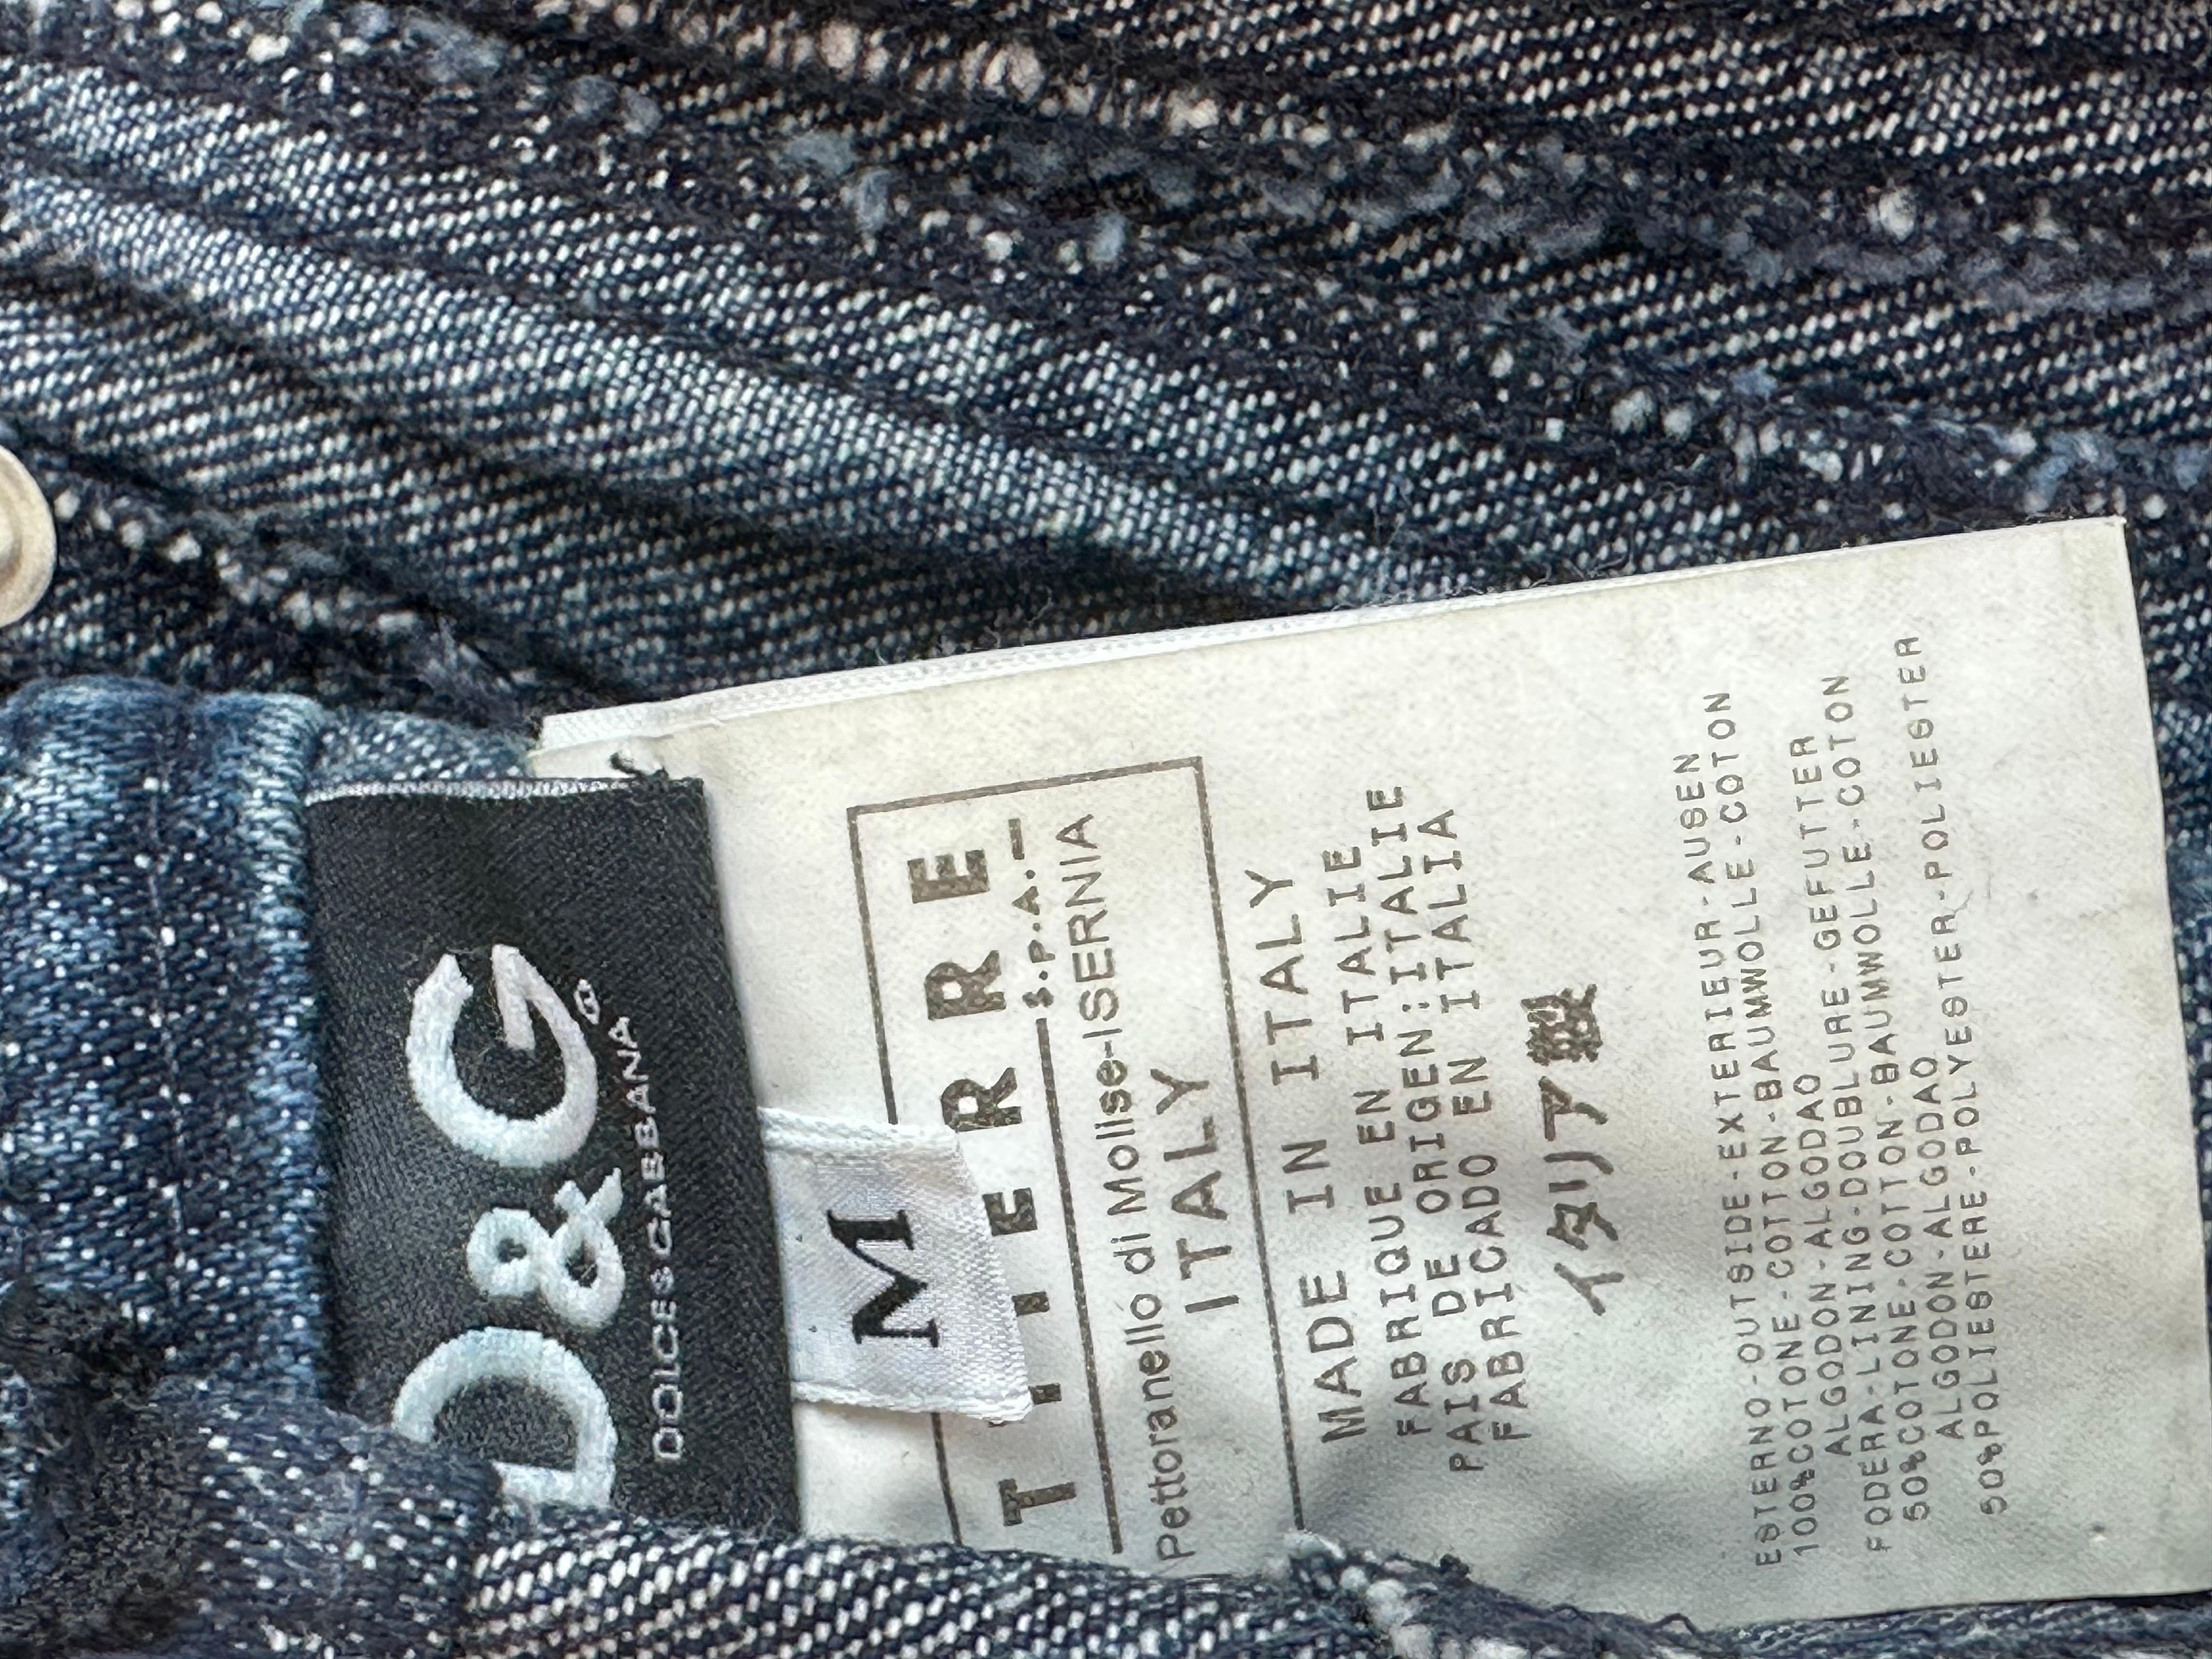 D&G
DOLCE & GABBANA
M
ITTIERRE
S.P.A.
Pettoranello di Molise-ISERNIA
ITALY
MADE IN ITALY
FABRIQUE EN ITALIE
PAIS DE ORIGEN:ITALIE
FABRICADO EN ITALIA
イタリア製
ESTERNO-OUTSIDE-EXTERIEUR-AUSEN
100%COTONE-COTTON-BAUMWOLLE-COTON
ALGODON-ALGODAO
FODERA-LINING-DOUBLURE-GEFUTTER
50%COTONE-COTTON-BAUMWOLLE-COTON
ALGODON-ALGODAO
50%POLIESTERE-POLYESTER-POLIESTER